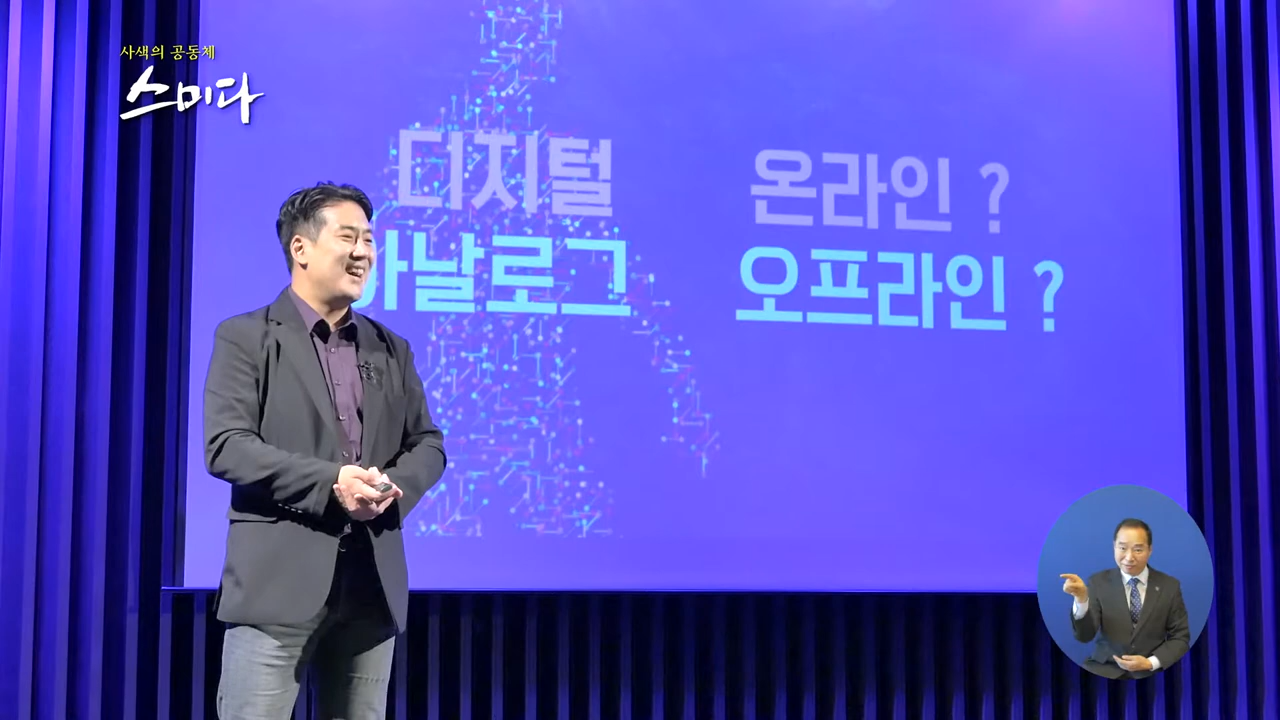 사색의 공동체
스미다
디지털 온라인 ?
아날로그 오프라인 ?